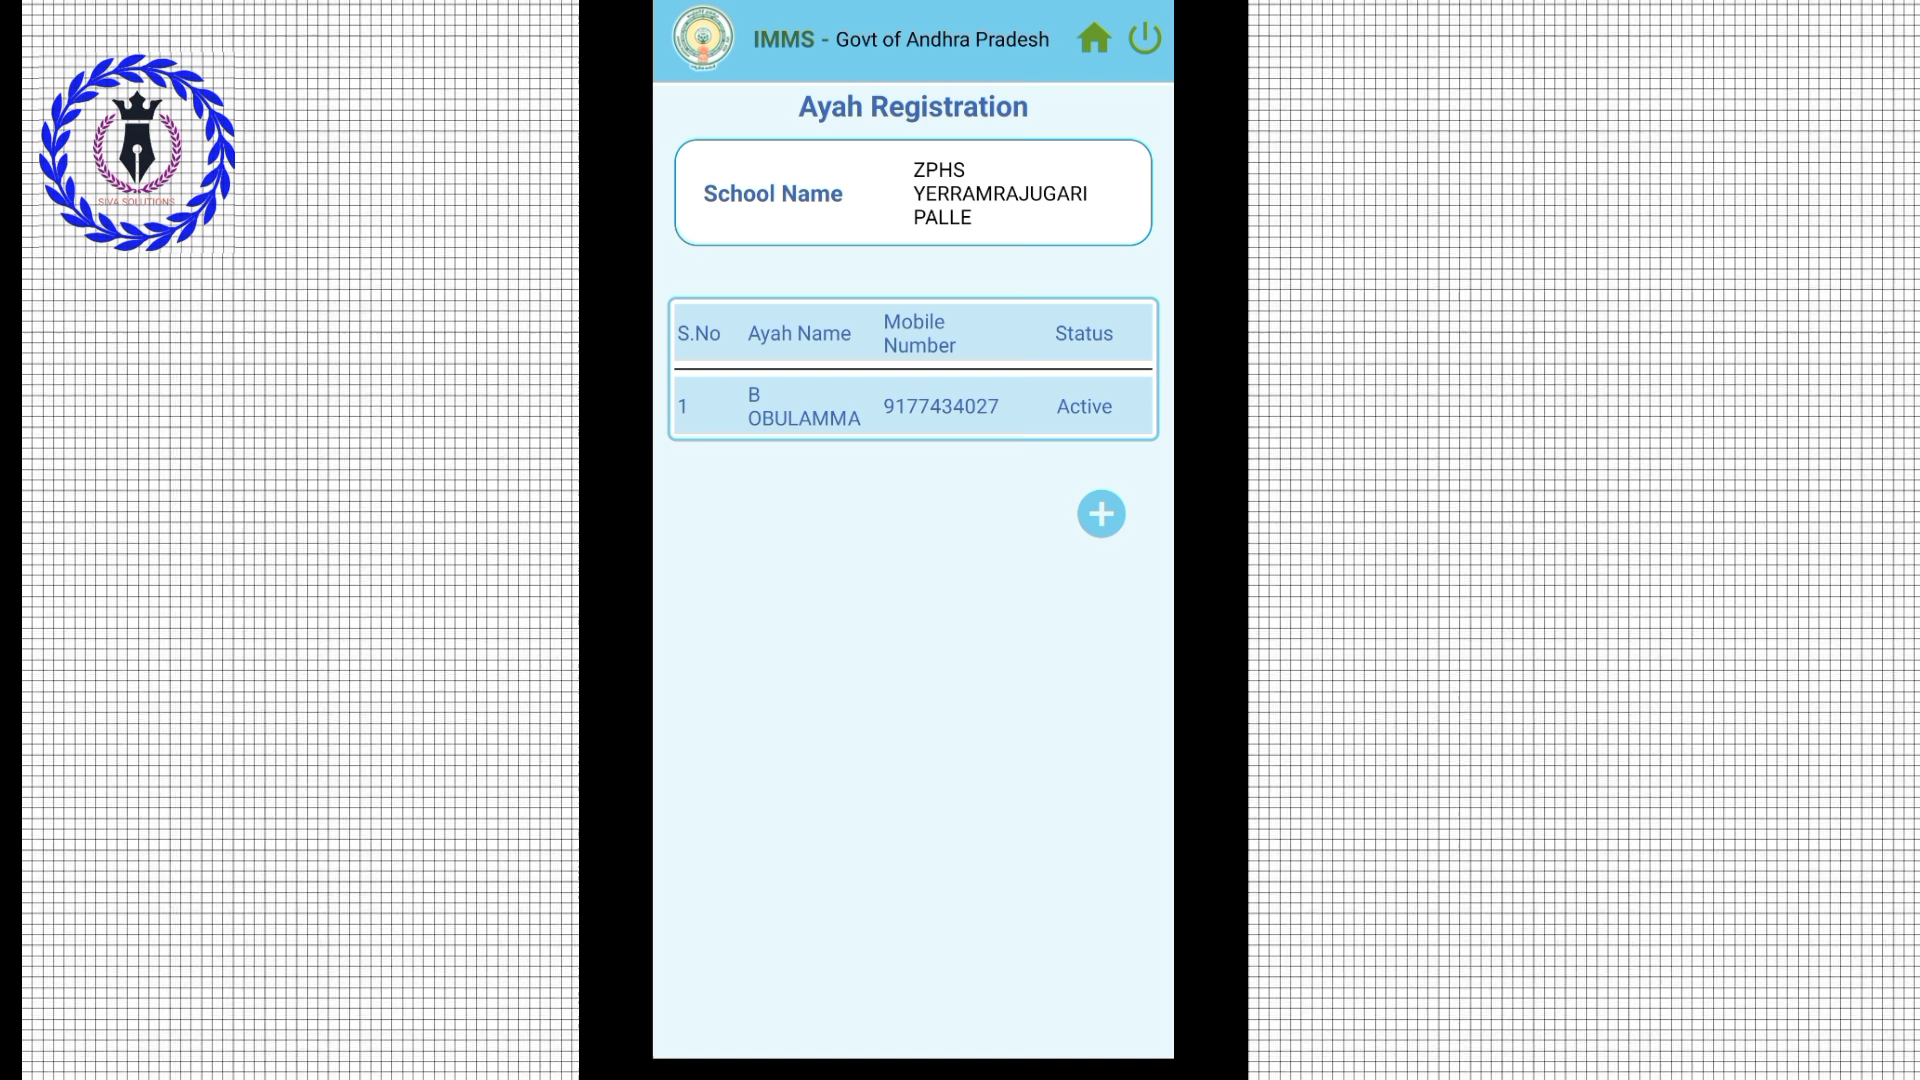 IMMS - Govt of Andhra Pradesh
Ayah Registration
School Name
ZPHS
YERRAMRAJUGARI
PALLE
S.No Ayah Name Mobile Number Status
1 B OBULAMMA 9177434027 Active
SIVA SOLUTIONS